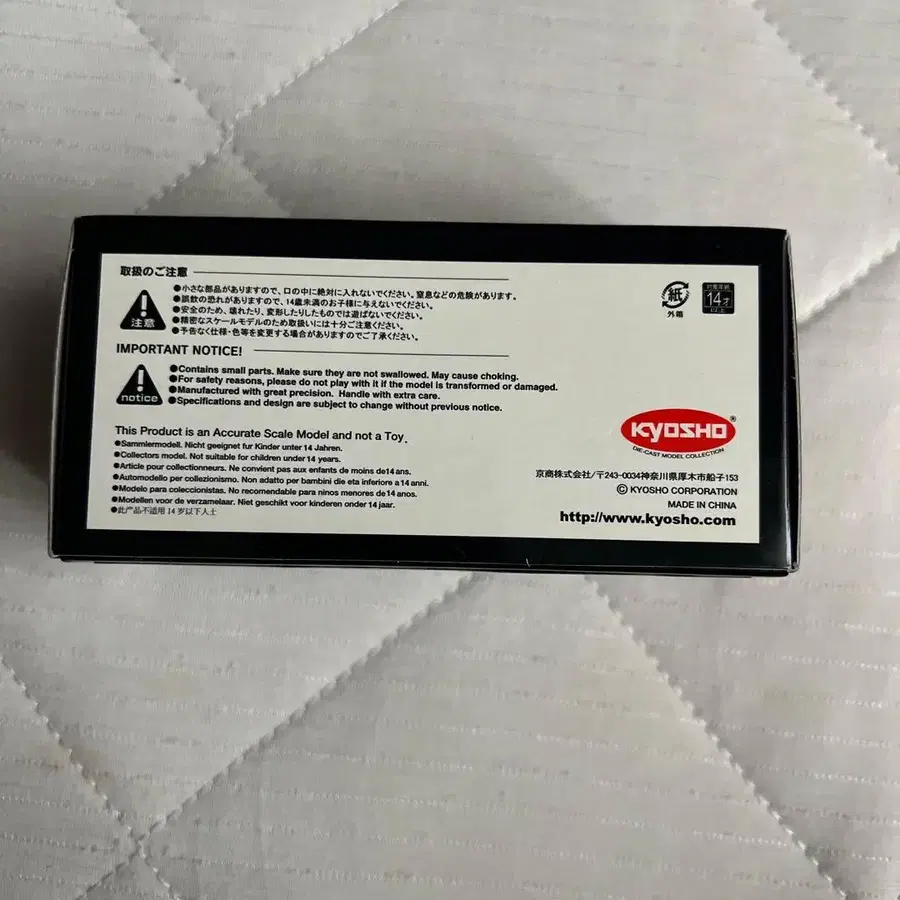 取扱のご注意
注意
●小さな部品がありますので、口の中に絶対に入れないでください。窒息などの危険があります。
●誤飲の恐れがありますので、14歳未満のお子様に与えないでください。
●安全のため、壊れたり、変形したりしたものでは遊ばないでください。
●精密なスケールモデルのため取扱いには十分ご注意ください。
●予告なく仕様・色等を変更する場合がありますのでご了承ください。
紙
外箱
対象年齢
14才
以上
IMPORTANT NOTICE!
notice
●Contains small parts. Make sure they are not swallowed. May cause choking.
●For safety reasons, please do not play with it if the model is transformed or damaged.
●Manufactured with great precision. Handle with extra care.
●Specifications and design are subject to change without previous notice.
This Product is an Accurate Scale Model and not a Toy.
●Sammlermodell. Nicht geeignet fur Kinder unter 14 Jahren.
●Collectors model. Not suitable for children under 14 years.
●Article pour collectionneurs. Ne convient pas aux enfants de moins de14 ans.
●Automodello per collezionismo. Non adatto per bambini die eta inferiore a 14 anni.
●Modelo para coleccionistas. No recomendable para ninos menores de14 anos.
●Modellen voor de verzamelaar. Niet geschikt voor kinderen onder 14 jaar.
●此产品不适用 14 岁以下人士
KYOSHO®
DIE-CAST MODEL COLLECTION
京商株式会社/〒243-0034神奈川県厚木市船子153
© KYOSHO CORPORATION
MADE IN CHINA
http://www.kyosho.com